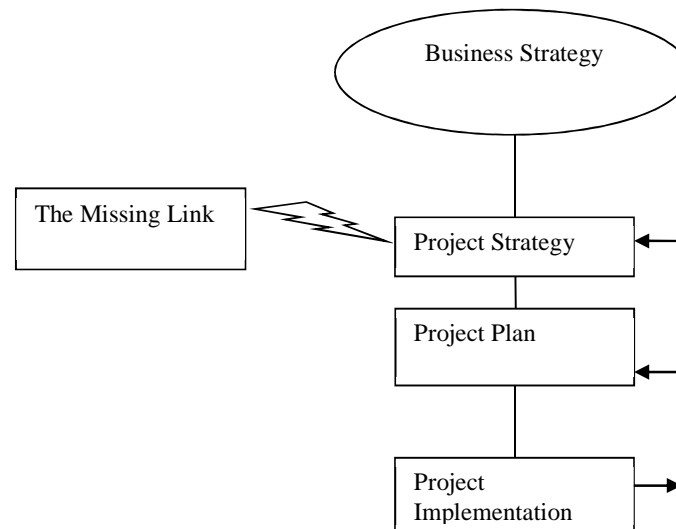 Business Strategy
The Missing Link
Project Strategy
Project Plan
Project
Implementation